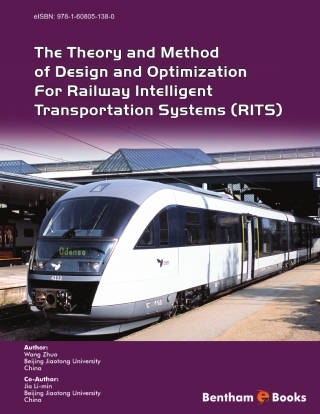 eISBN: 978-1-60805-138-0
The Theory and Method
of Design and Optimization
For Railway Intelligent
Transportation Systems (RITS)
Odense
4113
Author:
Wang Zhuo
Beijing Jiaotong University
China
Co-Author:
Jia Li-min
Beijing Jiaotong University
China
Bentham e Books